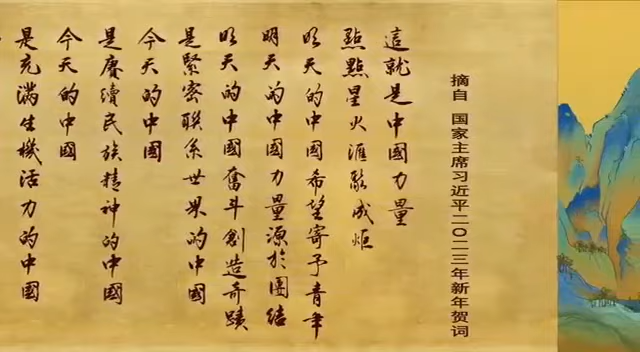 是充滿生機活力的中國
今天的中國
是賡續民族精神的中國
今天的中國
是緊密聯系世界的中國
明天的中國奮斗創造奇蹟
明天的中國力量源於團結
明天的中國希望寄予青年
點點星火匯聚成炬
這就是中國力量
摘自 国家主席习近平二〇二三年新年贺词